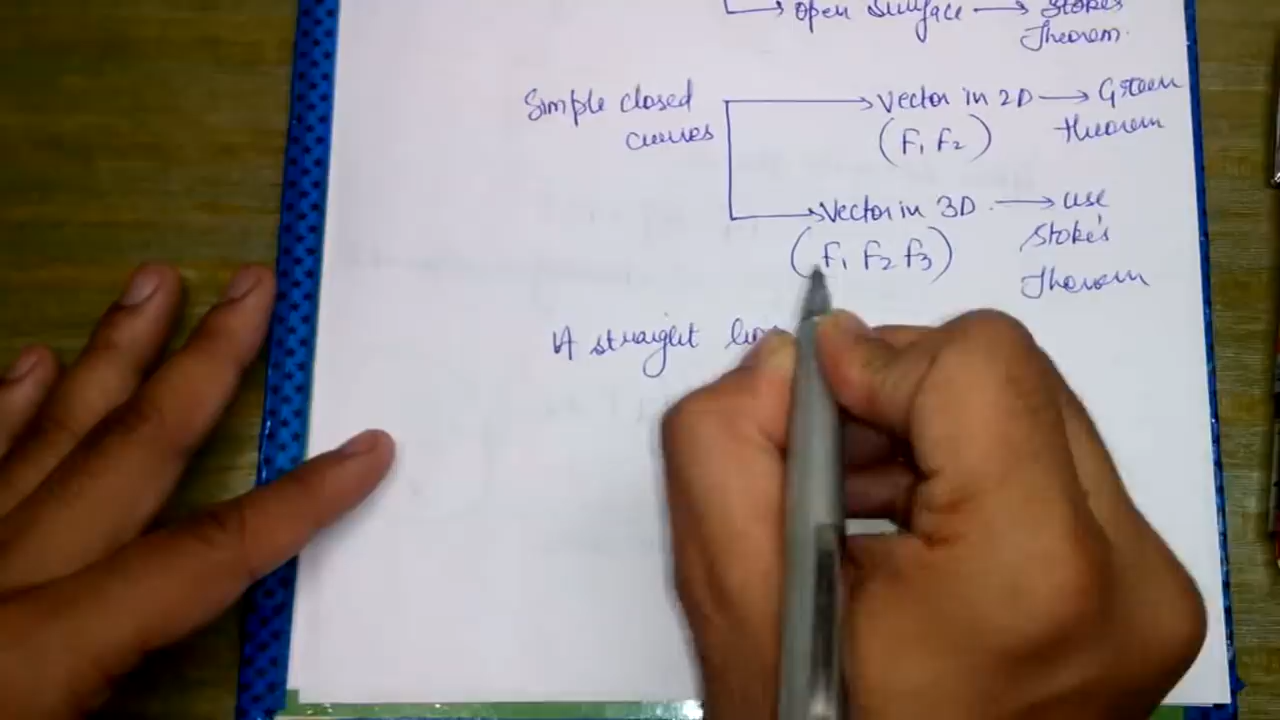 open surface → Stokes
Theorem.
Simple closed → Vector in 2D → Green
curves (F1 F2) theorem
→ Vector in 3D. → use
(F1 F2 F3) Stoke's
Theorem
A straight